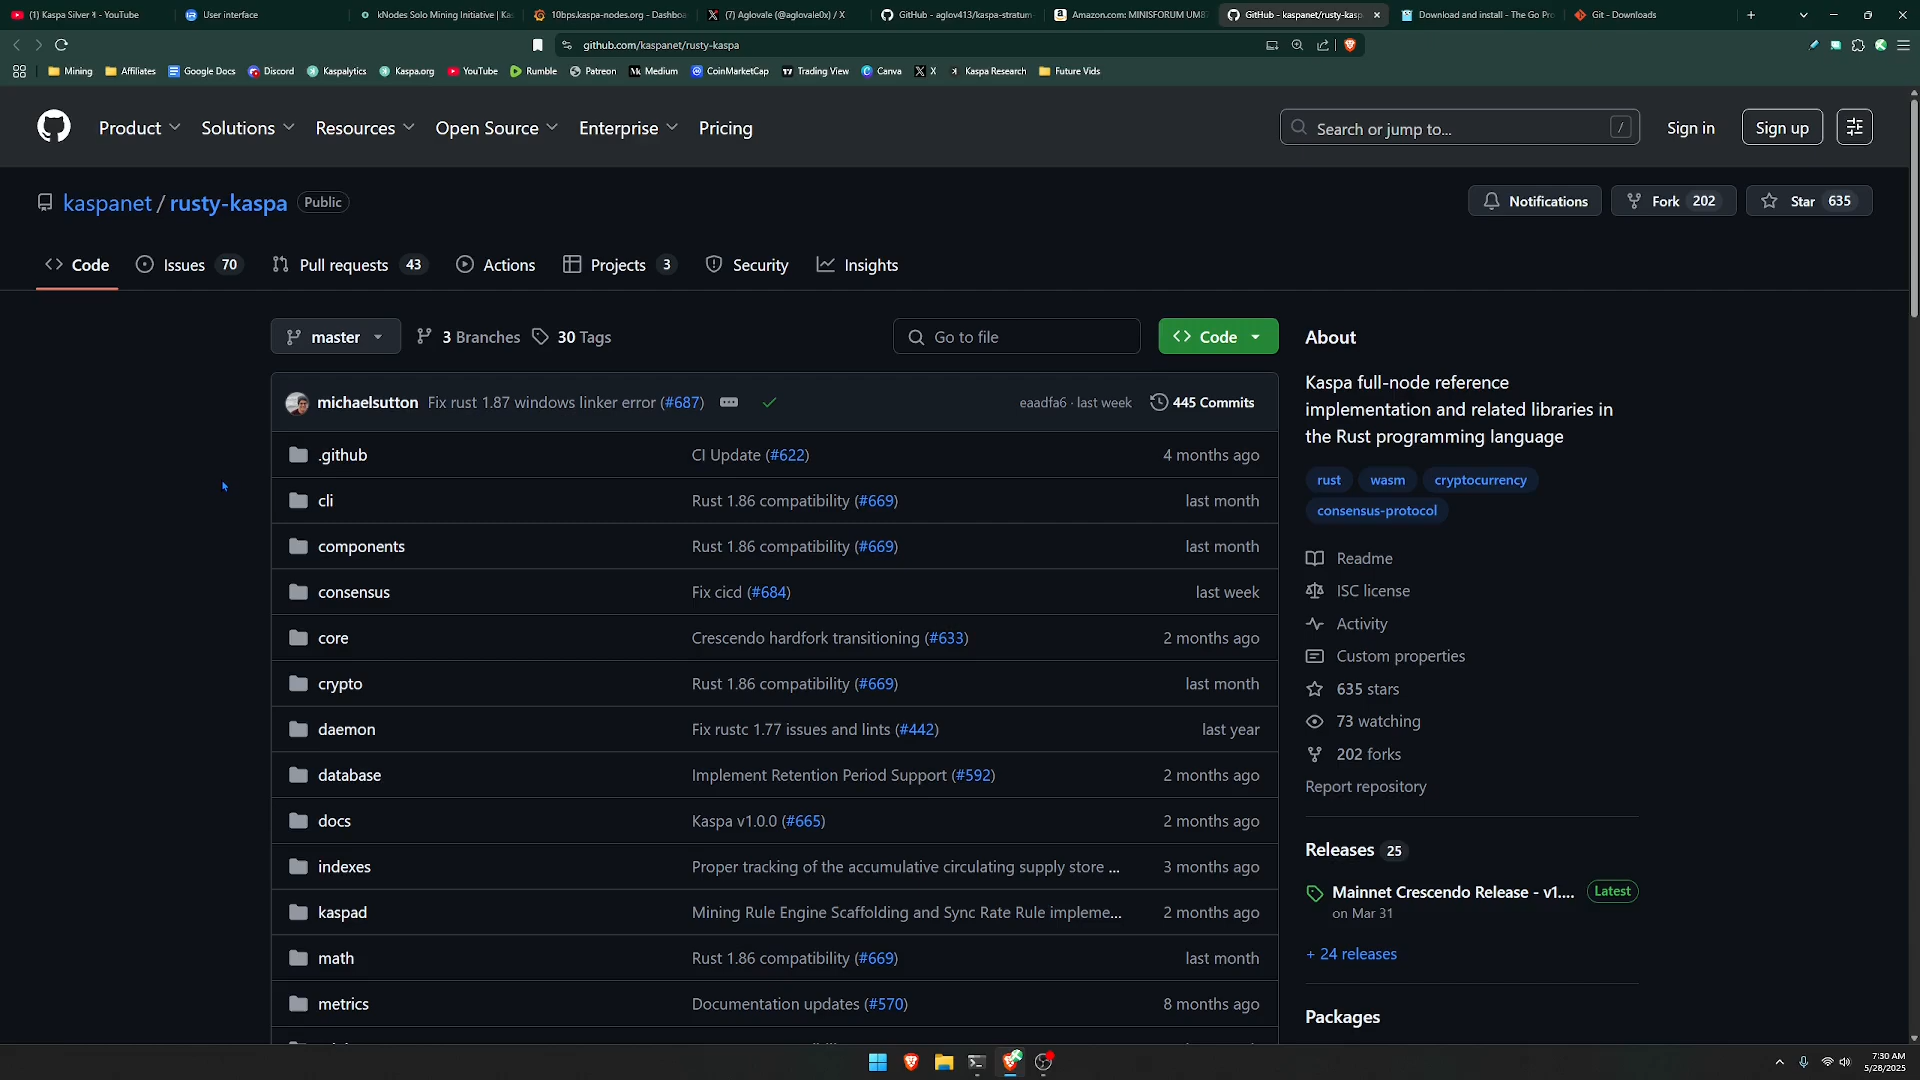 (1) Kaspa Silver - YouTube
User interface
kNodes Solo Mining Initiative | Kas
10bps.kaspa-nodes.org - Dashboa
(7) Aglovale (@aglovale0x) / X
GitHub - aglov413/kaspa-stratum-
Amazon.com: MINISFORUM UM87
GitHub - kaspanet/rusty-kasp
Download and install - The Go Pro
Git - Downloads
github.com/kaspanet/rusty-kaspa
Mining
Affiliates
Google Docs
Discord
Kaspalytics
Kaspa.org
YouTube
Rumble
Patreon
Medium
CoinMarketCap
Trading View
Canva
X
Kaspa Research
Future Vids
Product
Solutions
Resources
Open Source
Enterprise
Pricing
Search or jump to...
/
Sign in
Sign up
kaspanet / rusty-kaspa
Public
Notifications
Fork 202
Star 635
Code
Issues 70
Pull requests 43
Actions
Projects 3
Security
Insights
master
3 Branches
30 Tags
Go to file
Code
michaelsutton Fix rust 1.87 windows linker error (#687)
eaadfa6 · last week
445 Commits
.github CI Update (#622) 4 months ago
cli Rust 1.86 compatibility (#669) last month
components Rust 1.86 compatibility (#669) last month
consensus Fix cicd (#684) last week
core Crescendo hardfork transitioning (#633) 2 months ago
crypto Rust 1.86 compatibility (#669) last month
daemon Fix rustc 1.77 issues and lints (#442) last year
database Implement Retention Period Support (#592) 2 months ago
docs Kaspa v1.0.0 (#665) 2 months ago
indexes Proper tracking of the accumulative circulating supply store ... 3 months ago
kaspad Mining Rule Engine Scaffolding and Sync Rate Rule impleme... 2 months ago
math Rust 1.86 compatibility (#669) last month
metrics Documentation updates (#570) 8 months ago
About
Kaspa full-node reference
implementation and related libraries in
the Rust programming language
rust
wasm
cryptocurrency
consensus-protocol
Readme
ISC license
Activity
Custom properties
635 stars
73 watching
202 forks
Report repository
Releases 25
Mainnet Crescendo Release - v1.... Latest
on Mar 31
+ 24 releases
Packages
7:30 AM
5/28/2025